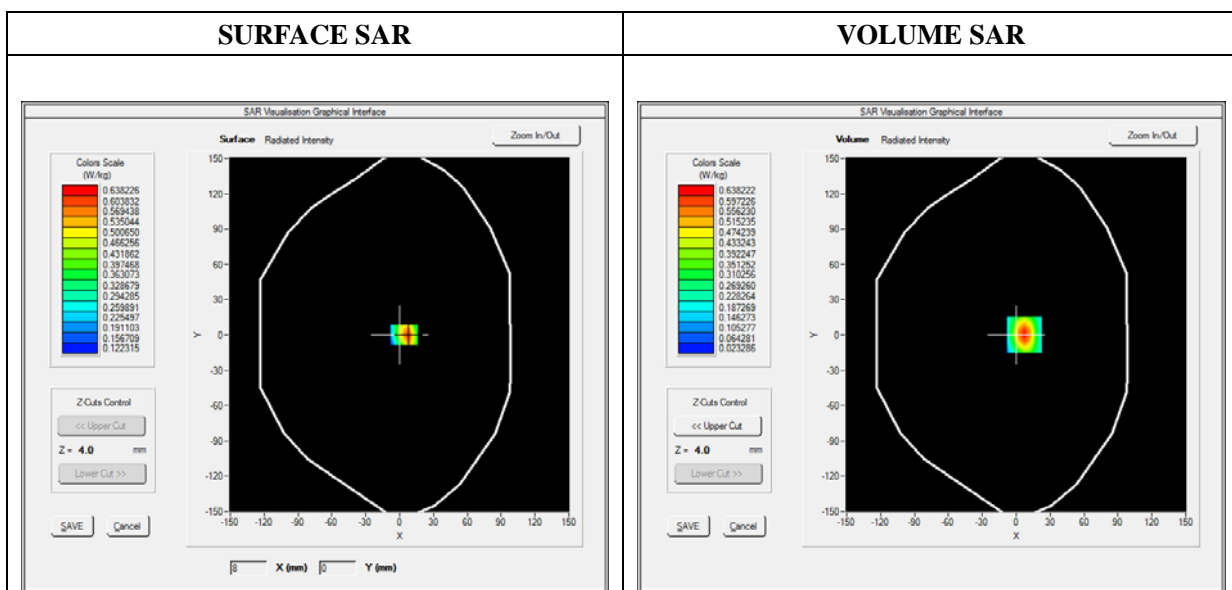 SURFACE SAR
VOLUME SAR
SAR Visualisation Graphical Interface
Surface Radiated Intensity
Zoom In/Out
Colors Scale
(W/kg)
0.638226
0.603832
0.569438
0.535044
0.500650
0.466256
0.431862
0.397468
0.363073
0.328679
0.294285
0.259891
0.225497
0.191103
0.156709
0.122315
Z-Cuts Control
<< Upper Cut
Z = 4.0 mm
Lower Cut >>
SAVE Cancel
150
120
90
60
30
0
-30
-60
-90
-120
-150
Y
-150 -120 -90 -60 -30 0 30 60 90 120 150
X
8 X (mm) 0 Y (mm)
SAR Visualisation Graphical Interface
Volume Radiated Intensity
Zoom In/Out
Colors Scale
(W/kg)
0.638222
0.597226
0.556230
0.515235
0.474239
0.433243
0.392247
0.351252
0.310256
0.269260
0.228264
0.187269
0.146273
0.105277
0.064281
0.023286
Z-Cuts Control
<< Upper Cut
Z = 4.0 mm
Lower Cut >>
SAVE Cancel
150
120
90
60
30
0
-30
-60
-90
-120
-150
Y
-150 -120 -90 -60 -30 0 30 60 90 120 150
X